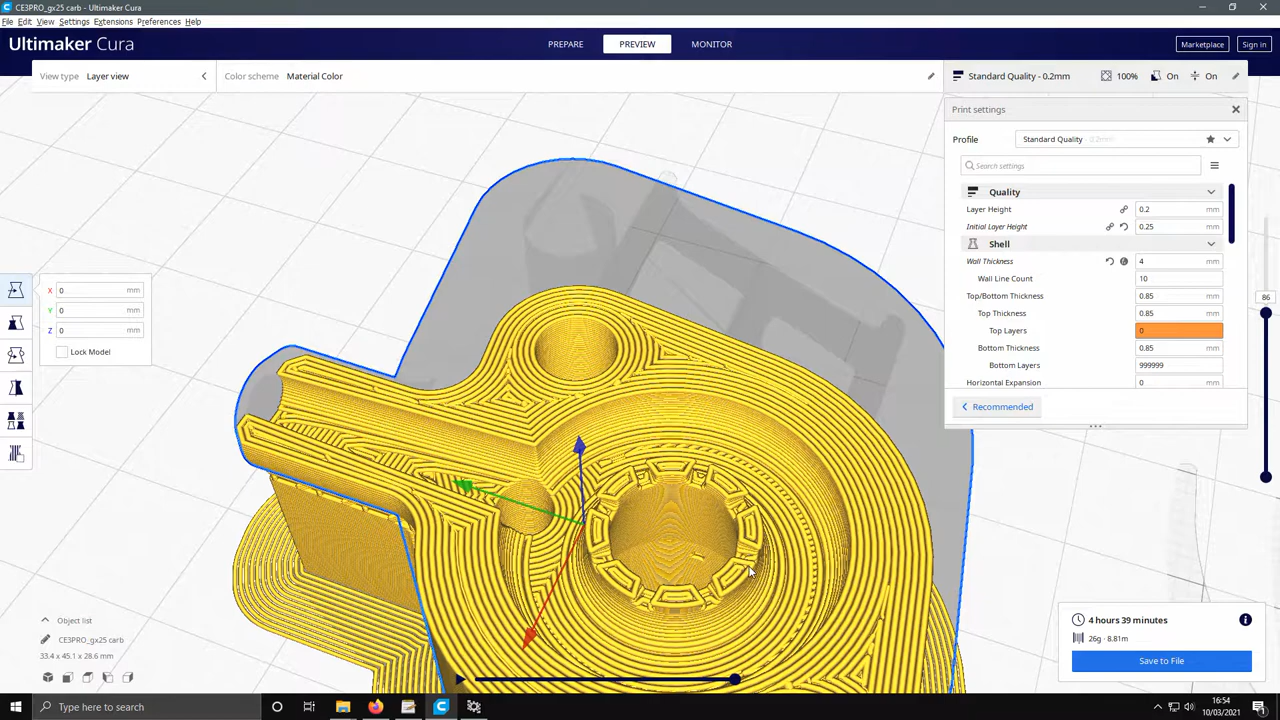 CE3PRO_gx25 carb - Ultimaker Cura
File Edit View Settings Extensions Preferences Help
Ultimaker Cura
PREPARE PREVIEW MONITOR
Marketplace Sign in
View type Layer view
Color scheme Material Color
Standard Quality - 0.2mm 100% On On
Print settings
Profile Standard Quality - 0.2mm
Search settings
Quality
Layer Height 0.2 mm
Initial Layer Height 0.25 mm
Shell
Wall Thickness 4 mm
Wall Line Count 10
Top/Bottom Thickness 0.85 mm
Top Thickness 0.85 mm
Top Layers 0
Bottom Thickness 0.85 mm
Bottom Layers 999999
Horizontal Expansion 0 mm
Recommended
X 0 mm
Y 0 mm
Z 0 mm
Lock Model
86
Object list
CE3PRO_gx25 carb
33.4 x 45.1 x 28.6 mm
4 hours 39 minutes
26g · 8.81m
Save to File
Type here to search
16:54
10/03/2021
1